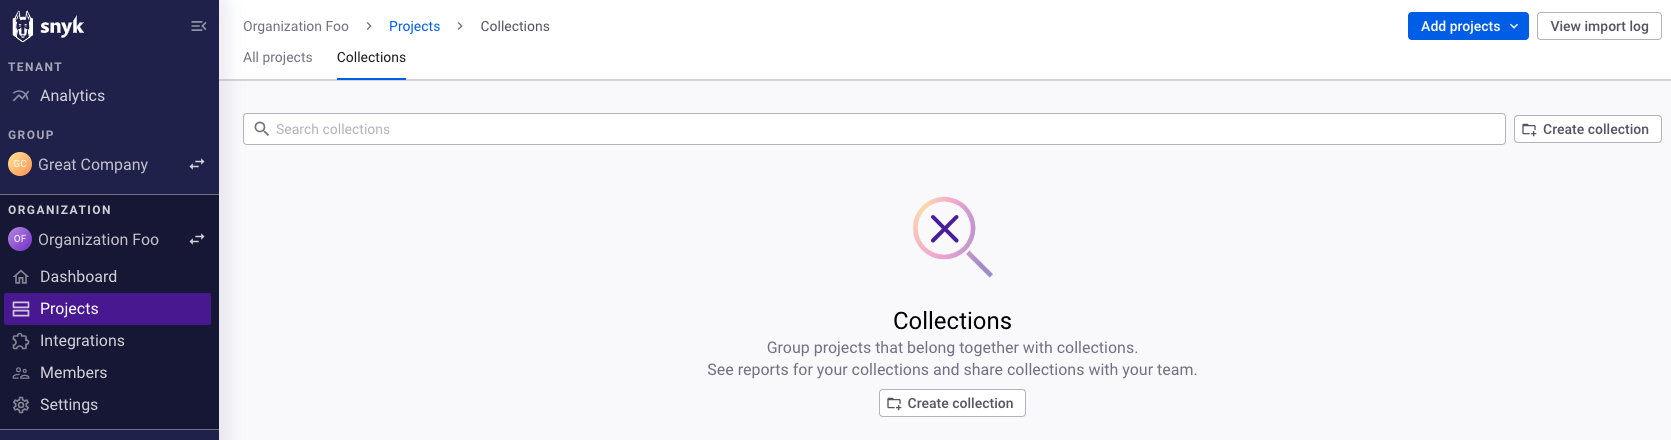 snyk
TENANT
Analytics
GROUP
GC Great Company
ORGANIZATION
OF Organization Foo
Dashboard
Projects
Integrations
Members
Settings
Organization Foo > Projects > Collections
Add projects
View import log
All projects Collections
Search collections
Create collection
Collections
Group projects that belong together with collections.
See reports for your collections and share collections with your team.
Create collection